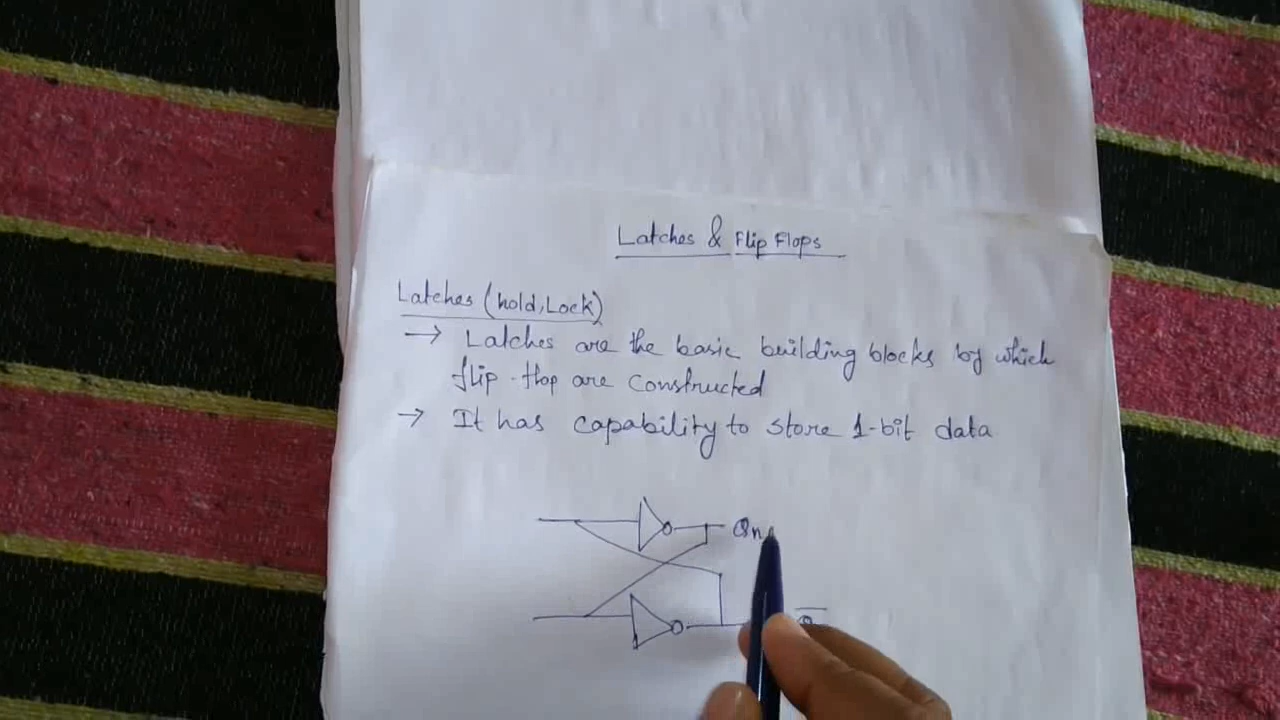 Latches & Flip Flops
Latches (hold, Lock)
→ Latches are the basic building blocks by which
flip-flop are constructed
→ It has capability to store 1-bit data
Qn